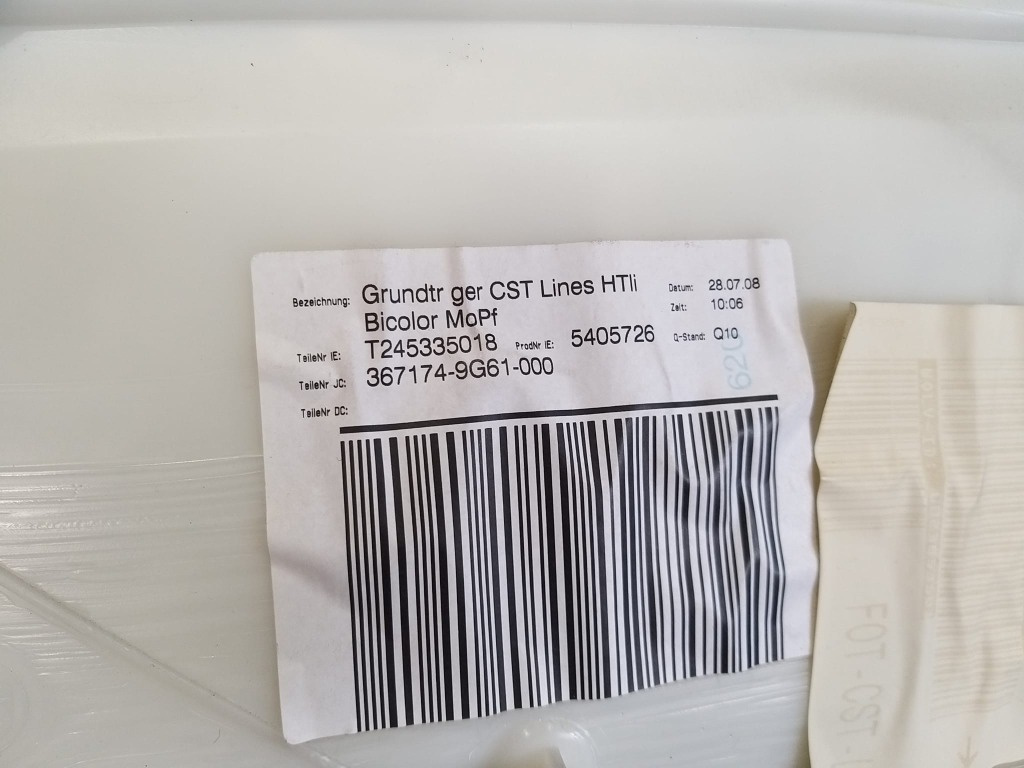 Bezeichnung: Grundtr ger CST Lines HTli
Bicolor MoPf
Datum: 28.07.08
Zeit: 10:06
TeileNr IE: T245335018 ProdNr IE: 5405726 Q-Stand: Q10
TeileNr JC: 367174-9G61-000
TeileNr DC:
620
FOT - CST -